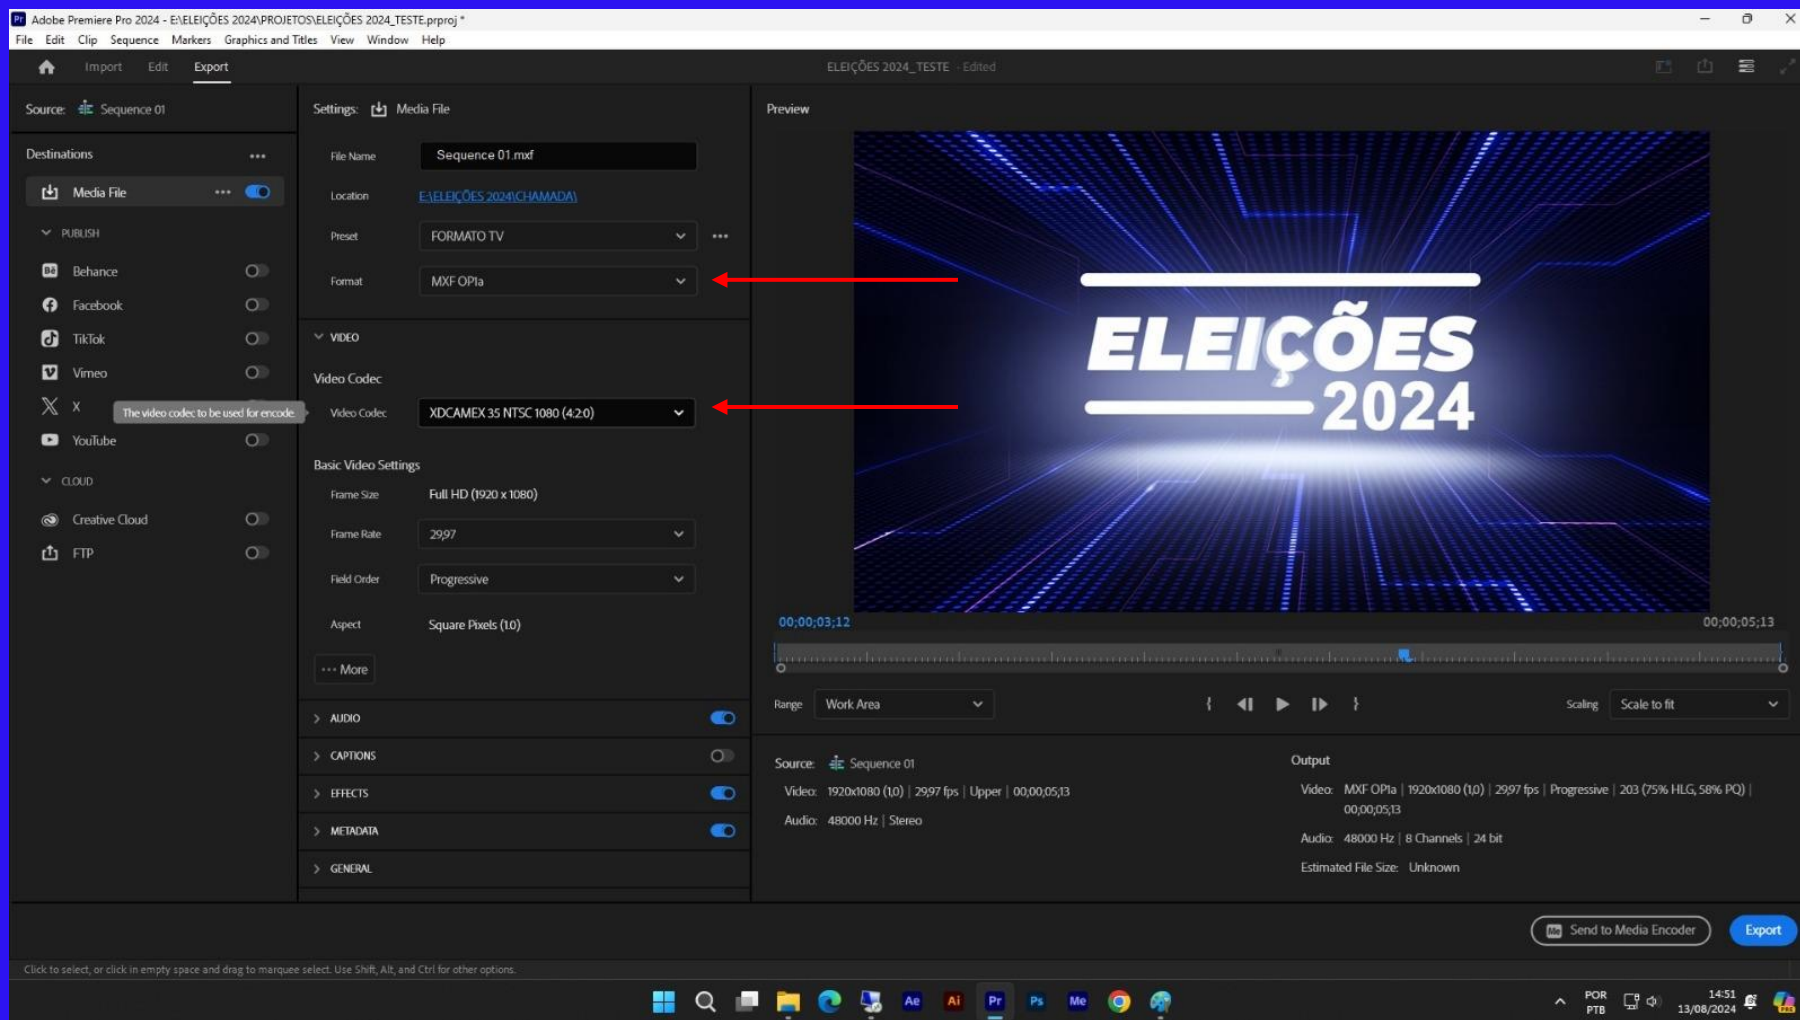 Adobe Premiere Pro 2024 - E:\ELEIÇÕES 2024\PROJETOS\ELEIÇÕES 2024_TESTE.prproj *
File Edit Clip Sequence Markers Graphics and Titles View Window Help
Import Edit Export
ELEIÇÕES 2024_TESTE - Edited
Source: Sequence 01
Destinations
Media File
PUBLISH
Behance
Facebook
TikTok
Vimeo
X
The video codec to be used for encode.
YouTube
CLOUD
Creative Cloud
FTP
Settings: Media File
File Name Sequence 01.mxf
Location E:\ELEIÇÕES 2024\CHAMADA\
Preset FORMATO TV
Format MXF OP1a
VIDEO
Video Codec
Video Codec XDCAMEX 35 NTSC 1080 (4:2:0)
Basic Video Settings
Frame Size Full HD (1920 x 1080)
Frame Rate 29,97
Field Order Progressive
Aspect Square Pixels (1.0)
More
AUDIO
CAPTIONS
EFFECTS
METADATA
GENERAL
Preview
ELEIÇÕES
2024
00;00;03;12 00;00;05;13
Range Work Area Scaling Scale to fit
Source: Sequence 01
Video: 1920x1080 (1,0) | 29,97 fps | Upper | 00;00;05;13
Audio: 48000 Hz | Stereo
Output
Video: MXF OP1a | 1920x1080 (1,0) | 29,97 fps | Progressive | 203 (75% HLG, 58% PQ) |
00;00;05;13
Audio: 48000 Hz | 8 Channels | 24 bit
Estimated File Size: Unknown
Me Send to Media Encoder Export
Click to select, or click in empty space and drag to marquee select. Use Shift, Alt, and Ctrl for other options.
Ae Ai Pr Ps Me
POR
PTB
14:51
13/08/2024